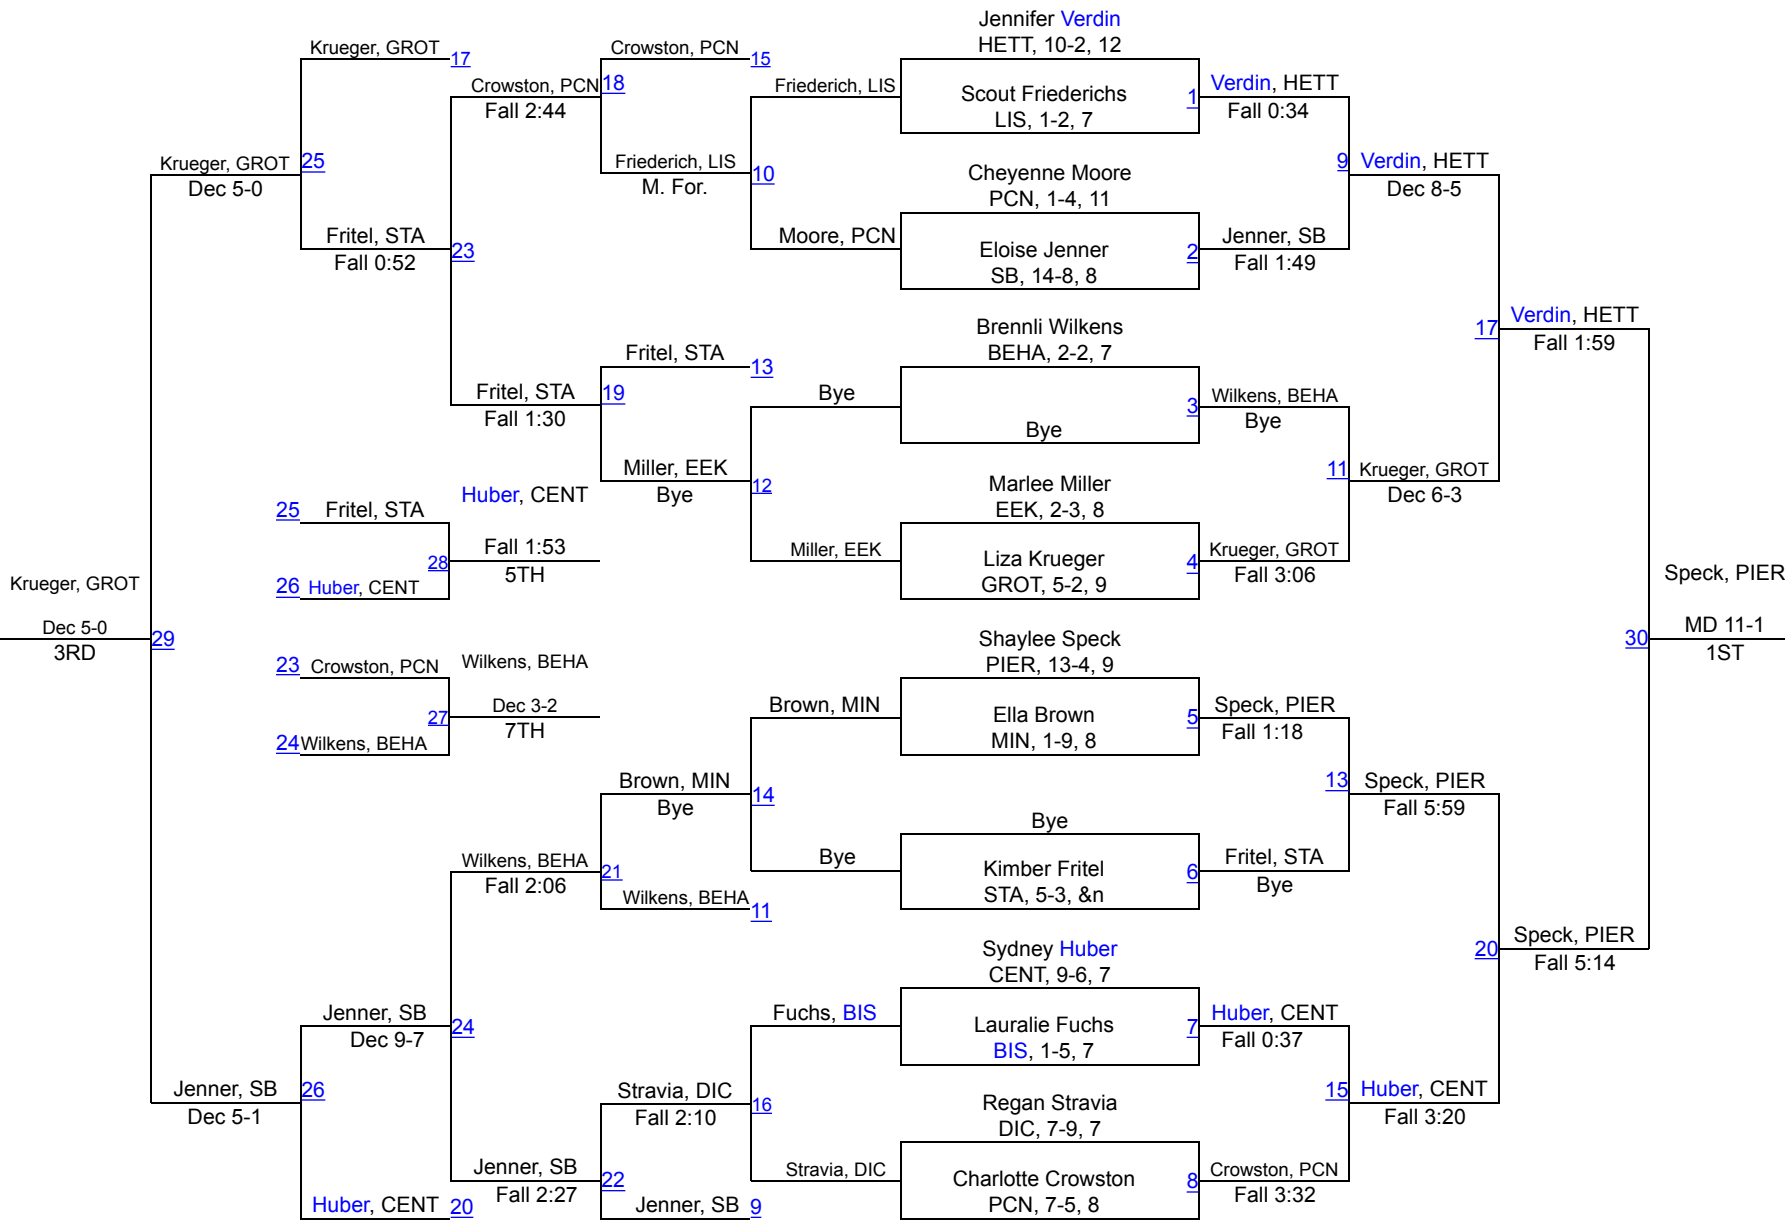 Jennifer Verdin
HETT, 10-2, 12
Krueger, GROT
17
Crowston, PCN
15
Crowston, PCN
18
Fall 2:44
Friederich, LIS
Scout Friederichs
LIS, 1-2, 7
1
Verdin, HETT
Fall 0:34
Krueger, GROT
25
Dec 5-0
Friederich, LIS
10
M. For.
Cheyenne Moore
PCN, 1-4, 11
9
Verdin, HETT
Dec 8-5
Fritel, STA
23
Fall 0:52
Moore, PCN
Eloise Jenner
SB, 14-8, 8
2
Jenner, SB
Fall 1:49
Brennli Wilkens
BEHA, 2-2, 7
17
Verdin, HETT
Fall 1:59
Fritel, STA
13
Fritel, STA
19
Fall 1:30
Bye
Bye
3
Wilkens, BEHA
Bye
Miller, EEK
12
Bye
Marlee Miller
EEK, 2-3, 8
11
Krueger, GROT
Dec 6-3
25
Fritel, STA
Huber, CENT
28
Fall 1:53
5TH
26
Huber, CENT
Miller, EEK
Liza Krueger
GROT, 5-2, 9
4
Krueger, GROT
Fall 3:06
Krueger, GROT
Dec 5-0
29
3RD
Speck, PIER
30
MD 11-1
1ST
23
Crowston, PCN
Wilkens, BEHA
27
Dec 3-2
7TH
24
Wilkens, BEHA
Shaylee Speck
PIER, 13-4, 9
Brown, MIN
Ella Brown
MIN, 1-9, 8
5
Speck, PIER
Fall 1:18
Brown, MIN
14
Bye
13
Speck, PIER
Fall 5:59
Bye
Wilkens, BEHA
21
Fall 2:06
Bye
Kimber Fritel
STA, 5-3, &n
6
Fritel, STA
Bye
Wilkens, BEHA
11
Sydney Huber
CENT, 9-6, 7
20
Speck, PIER
Fall 5:14
Jenner, SB
24
Dec 9-7
Fuchs, BIS
Lauralie Fuchs
BIS, 1-5, 7
7
Huber, CENT
Fall 0:37
Jenner, SB
26
Dec 5-1
Stravia, DIC
16
Fall 2:10
Regan Stravia
DIC, 7-9, 7
15
Huber, CENT
Fall 3:20
Jenner, SB
22
Fall 2:27
Stravia, DIC
Charlotte Crowston
PCN, 7-5, 8
8
Crowston, PCN
Fall 3:32
Huber, CENT
20
Jenner, SB
9